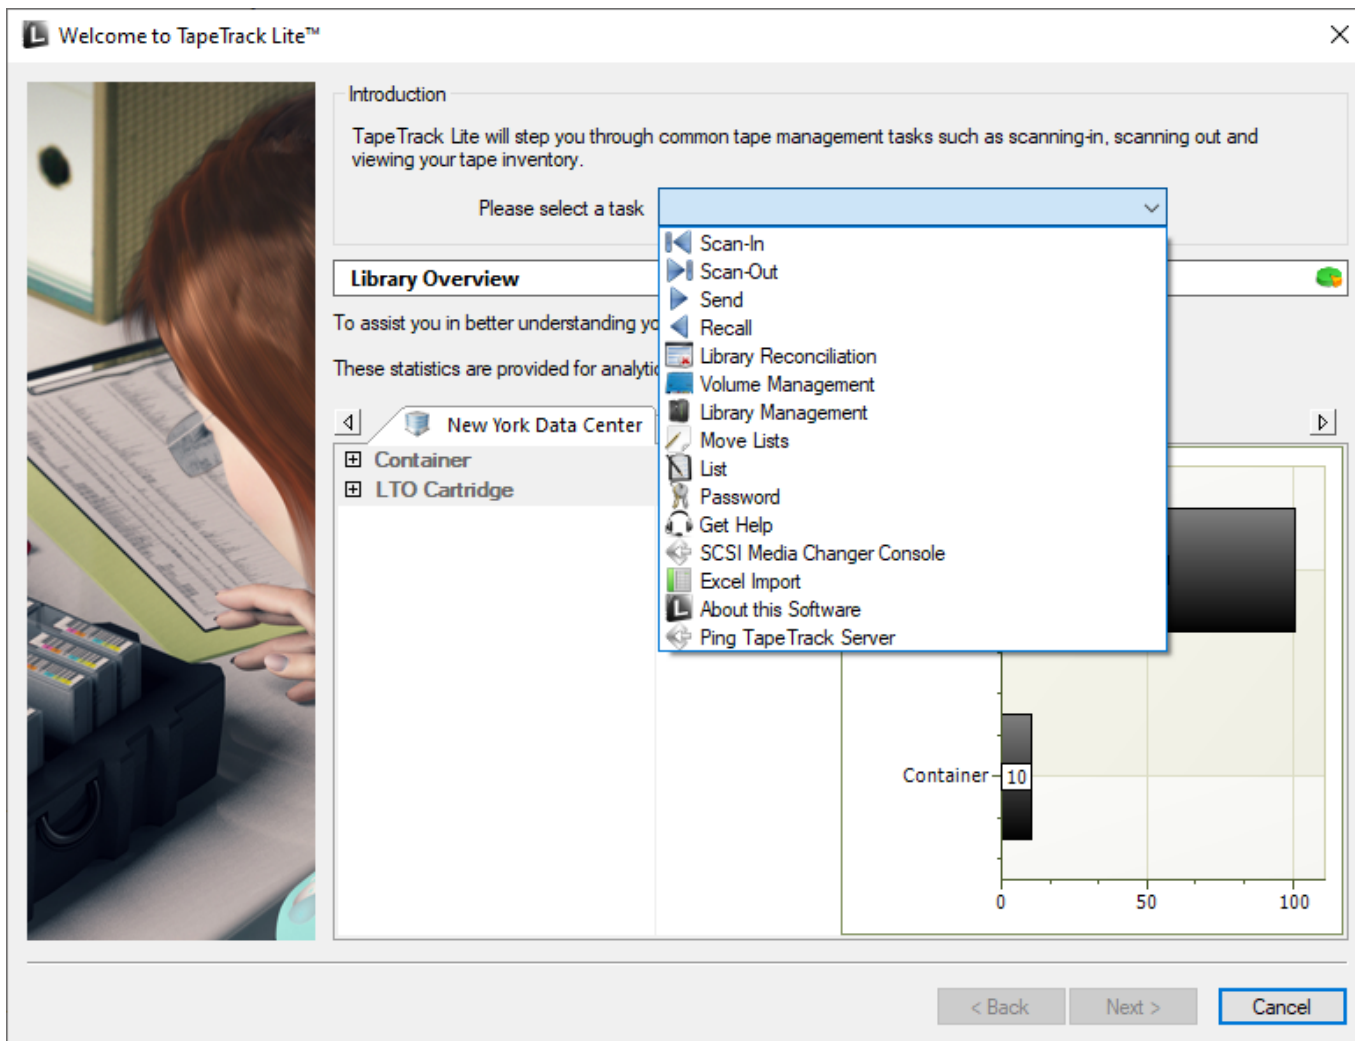 Welcome to TapeTrack Lite™
Introduction
TapeTrack Lite will step you through common tape management tasks such as scanning-in, scanning out and
viewing your tape inventory.
Please select a task
Scan-In
Scan-Out
Send
Recall
Library Reconciliation
Volume Management
Library Management
Move Lists
List
Password
Get Help
SCSI Media Changer Console
Excel Import
About this Software
Ping TapeTrack Server
Library Overview
To assist you in better understanding
These statistics are provided for
New York Data Center
Container
LTO Cartridge
Container
10
0 50 100
< Back Next > Cancel